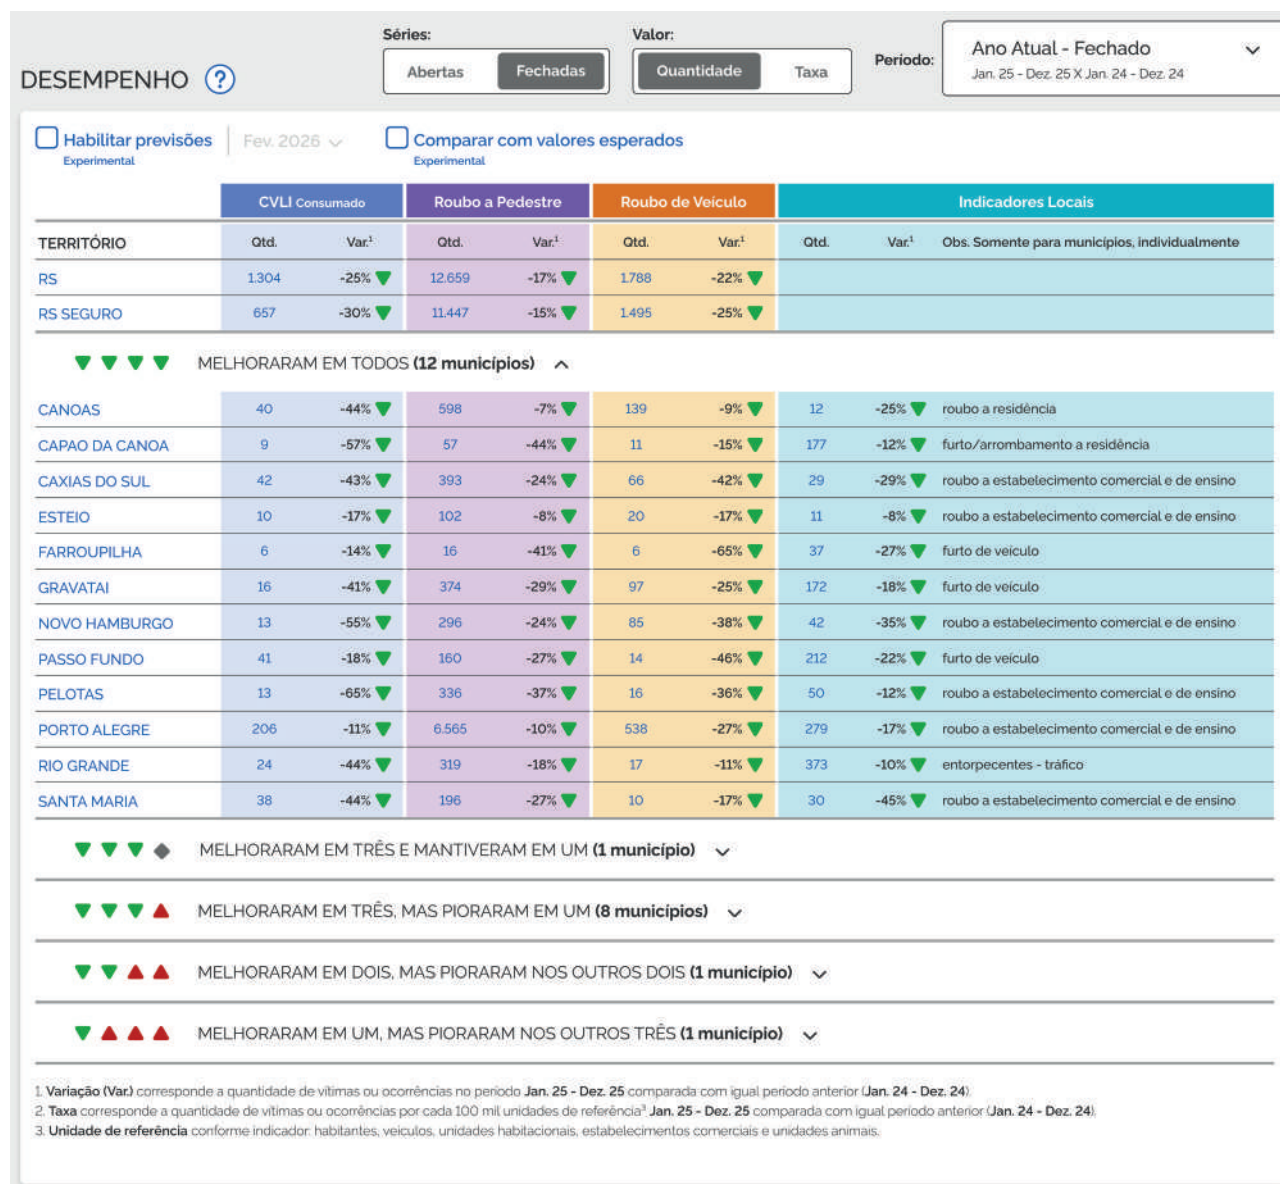 Séries:
Valor:
DESEMPENHO ?
Abertas Fechadas
Quantidade Taxa
Período:
Ano Atual - Fechado
Jan. 25 - Dez. 25 X Jan. 24 - Dez. 24
Habilitar previsões
Experimental
Fev. 2026
Comparar com valores esperados
Experimental
CVLI Consumado Roubo a Pedestre Roubo de Veículo Indicadores Locais
TERRITÓRIO Qtd. Var.¹ Qtd. Var.¹ Qtd. Var.¹ Qtd. Var.¹ Obs. Somente para municípios, individualmente
RS 1.304 -25% 12.659 -17% 1.788 -22%
RS SEGURO 657 -30% 11.447 -15% 1.495 -25%
MELHORARAM EM TODOS (12 municípios)
CANOAS 40 -44% 598 -7% 139 -9% 12 -25% roubo a residência
CAPAO DA CANOA 9 -57% 57 -44% 11 -15% 177 -12% furto/arrombamento a residência
CAXIAS DO SUL 42 -43% 393 -24% 66 -42% 29 -29% roubo a estabelecimento comercial e de ensino
ESTEIO 10 -17% 102 -8% 20 -17% 11 -8% roubo a estabelecimento comercial e de ensino
FARROUPILHA 6 -14% 16 -41% 6 -65% 37 -27% furto de veículo
GRAVATAI 16 -41% 374 -29% 97 -25% 172 -18% furto de veículo
NOVO HAMBURGO 13 -55% 296 -24% 85 -38% 42 -35% roubo a estabelecimento comercial e de ensino
PASSO FUNDO 41 -18% 160 -27% 14 -46% 212 -22% furto de veículo
PELOTAS 13 -65% 336 -37% 16 -36% 50 -12% roubo a estabelecimento comercial e de ensino
PORTO ALEGRE 206 -11% 6.565 -10% 538 -27% 279 -17% roubo a estabelecimento comercial e de ensino
RIO GRANDE 24 -44% 319 -18% 17 -11% 373 -10% entorpecentes - tráfico
SANTA MARIA 38 -44% 196 -27% 10 -17% 30 -45% roubo a estabelecimento comercial e de ensino
MELHORARAM EM TRÊS E MANTIVERAM EM UM (1 município)
MELHORARAM EM TRÊS, MAS PIORARAM EM UM (8 municípios)
MELHORARAM EM DOIS, MAS PIORARAM NOS OUTROS DOIS (1 município)
MELHORARAM EM UM, MAS PIORARAM NOS OUTROS TRÊS (1 município)
1. Variação (Var.) corresponde a quantidade de vítimas ou ocorrências no período Jan. 25 - Dez. 25 comparada com igual período anterior (Jan. 24 - Dez. 24).
2. Taxa corresponde a quantidade de vítimas ou ocorrências por cada 100 mil unidades de referência³ Jan. 25 - Dez. 25 comparada com igual período anterior (Jan. 24 - Dez. 24).
3. Unidade de referência conforme indicador: habitantes, veículos, unidades habitacionais, estabelecimentos comerciais e unidades animais.